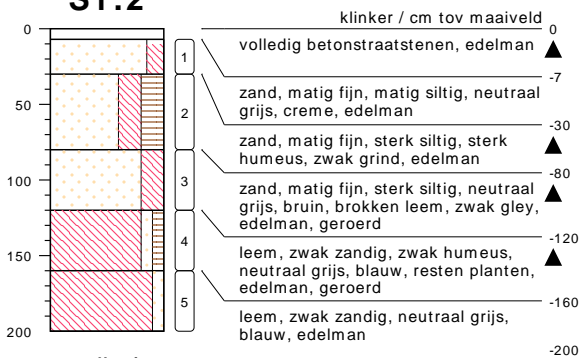 ST.2
klinker / cm tov maaiveld
0
0
volledig betonstraatstenen, edelman
-7
1
zand, matig fijn, matig siltig, neutraal
grijs, creme, edelman
-30
50
2
zand, matig fijn, sterk siltig, sterk
humeus, zwak grind, edelman
-80
100
3
zand, matig fijn, sterk siltig, neutraal
grijs, bruin, brokken leem, zwak gley,
edelman, geroerd
-120
150
4
leem, zwak zandig, zwak humeus,
neutraal grijs, blauw, resten planten,
edelman, geroerd
-160
5
leem, zwak zandig, neutraal grijs,
blauw, edelman
200
-200